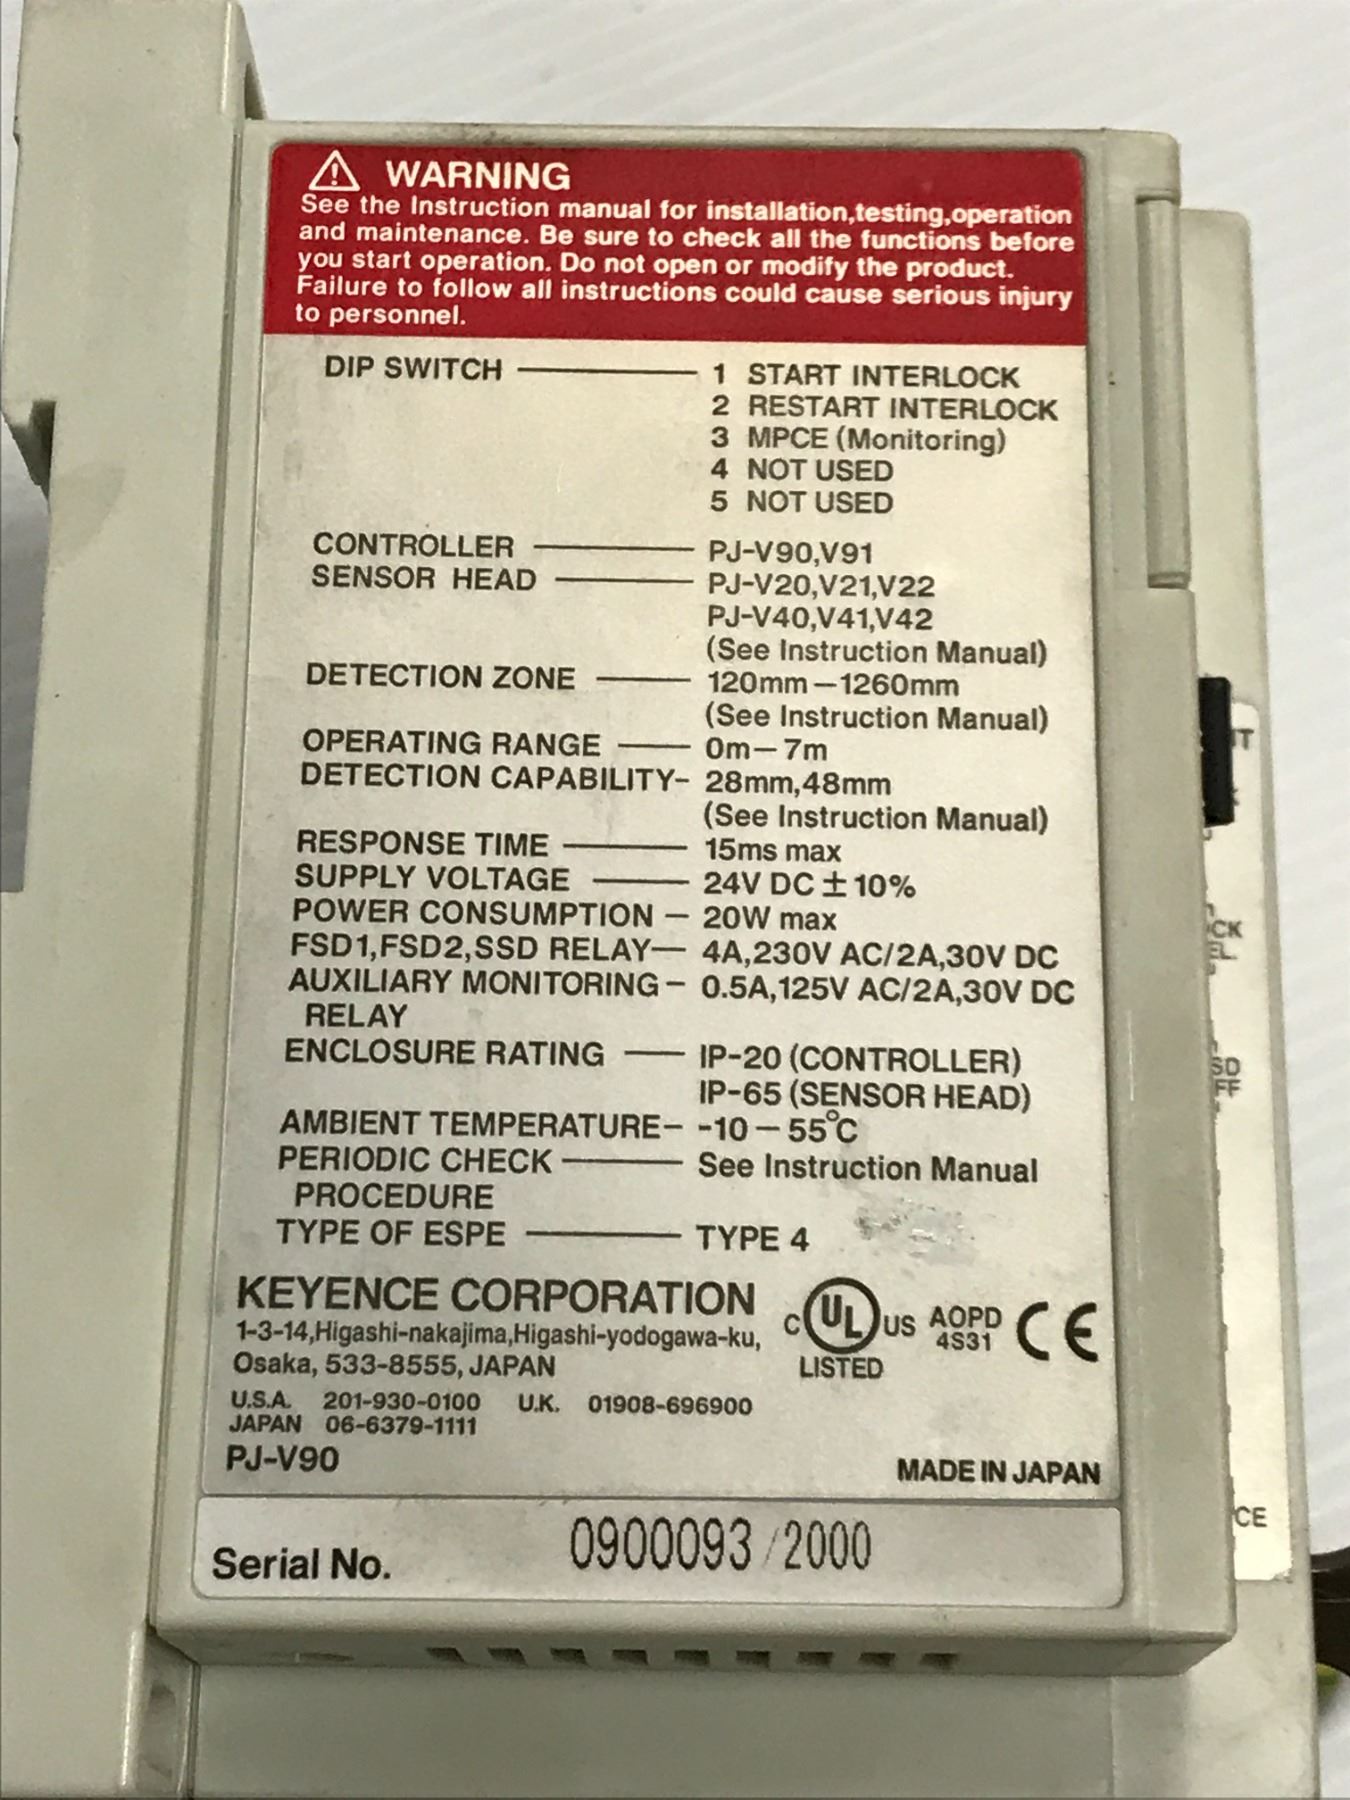 WARNING
See the Instruction manual for installation,testing,operation
and maintenance. Be sure to check all the functions before
you start operation. Do not open or modify the product.
Failure to follow all instructions could cause serious injury
to personnel.
DIP SWITCH — 1 START INTERLOCK
2 RESTART INTERLOCK
3 MPCE (Monitoring)
4 NOT USED
5 NOT USED
CONTROLLER — PJ-V90,V91
SENSOR HEAD — PJ-V20,V21,V22
PJ-V40,V41,V42
(See Instruction Manual)
DETECTION ZONE — 120mm—1260mm
(See Instruction Manual)
OPERATING RANGE — 0m—7m
DETECTION CAPABILITY- 28mm,48mm
(See Instruction Manual)
RESPONSE TIME — 15ms max
SUPPLY VOLTAGE — 24V DC ±10%
POWER CONSUMPTION — 20W max
FSD1,FSD2,SSD RELAY— 4A,230V AC/2A,30V DC
AUXILIARY MONITORING — 0.5A,125V AC/2A,30V DC
RELAY
ENCLOSURE RATING — IP-20 (CONTROLLER)
IP-65 (SENSOR HEAD)
AMBIENT TEMPERATURE— -10—55°C
PERIODIC CHECK — See Instruction Manual
PROCEDURE
TYPE OF ESPE — TYPE 4
KEYENCE CORPORATION
1-3-14,Higashi-nakajima,Higashi-yodogawa-ku,
Osaka, 533-8555, JAPAN
C UL US LISTED
AOPD
4S31
CE
U.S.A. 201-930-0100 U.K. 01908-696900
JAPAN 06-6379-1111
PJ-V90
MADE IN JAPAN
Serial No. 0900093/2000